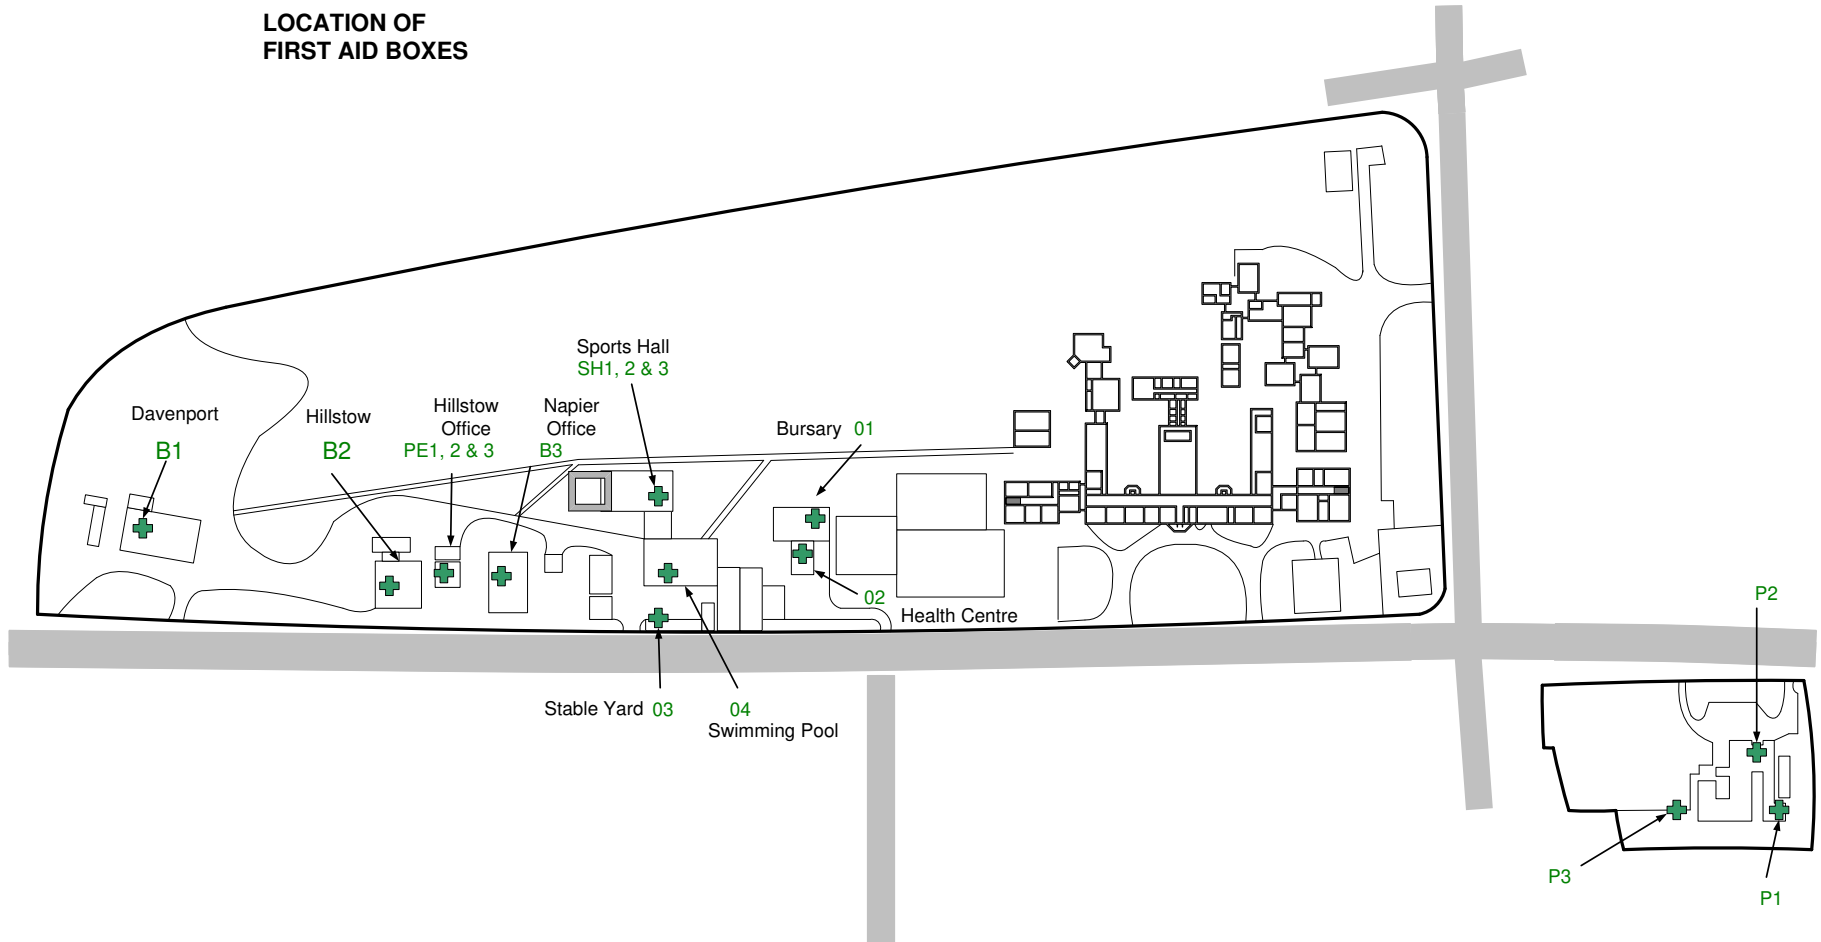 LOCATION OF
FIRST AID BOXES
Sports Hall
SH1, 2 & 3
Davenport
B1
Hillstow
B2
Hillstow
Office
PE1, 2 & 3
Napier
Office
B3
Bursary 01
02
Health Centre
Stable Yard 03
04
Swimming Pool
P2
P3
P1